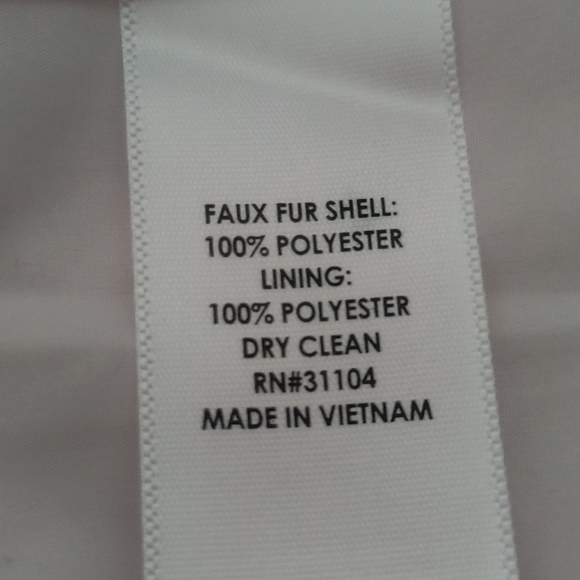 FAUX FUR SHELL:
100% POLYESTER
LINING:
100% POLYESTER
DRY CLEAN
RN#31104
MADE IN VIETNAM